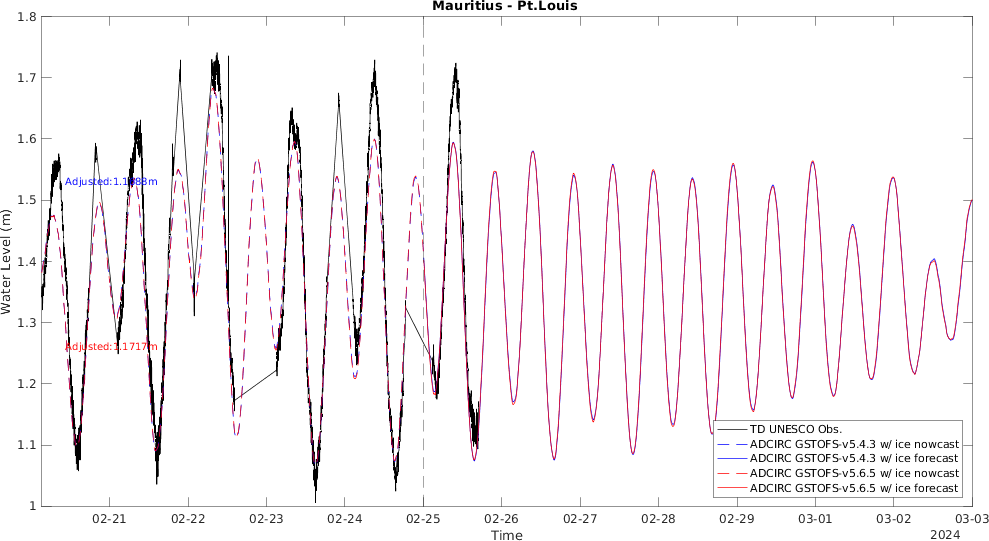 Mauritius - Pt.Louis
Water Level (m)
1.8
1.7
1.6
1.5
1.4
1.3
1.2
1.1
1
Adjusted:1.1983m
Adjusted:1.1717m
TD UNESCO Obs.
ADCIRC GSTOFS-v5.4.3 w/ ice nowcast
ADCIRC GSTOFS-v5.4.3 w/ ice forecast
ADCIRC GSTOFS-v5.6.5 w/ ice nowcast
ADCIRC GSTOFS-v5.6.5 w/ ice forecast
02-21 02-22 02-23 02-24 02-25 02-26 02-27 02-28 02-29 03-01 03-02 03-03
Time
2024